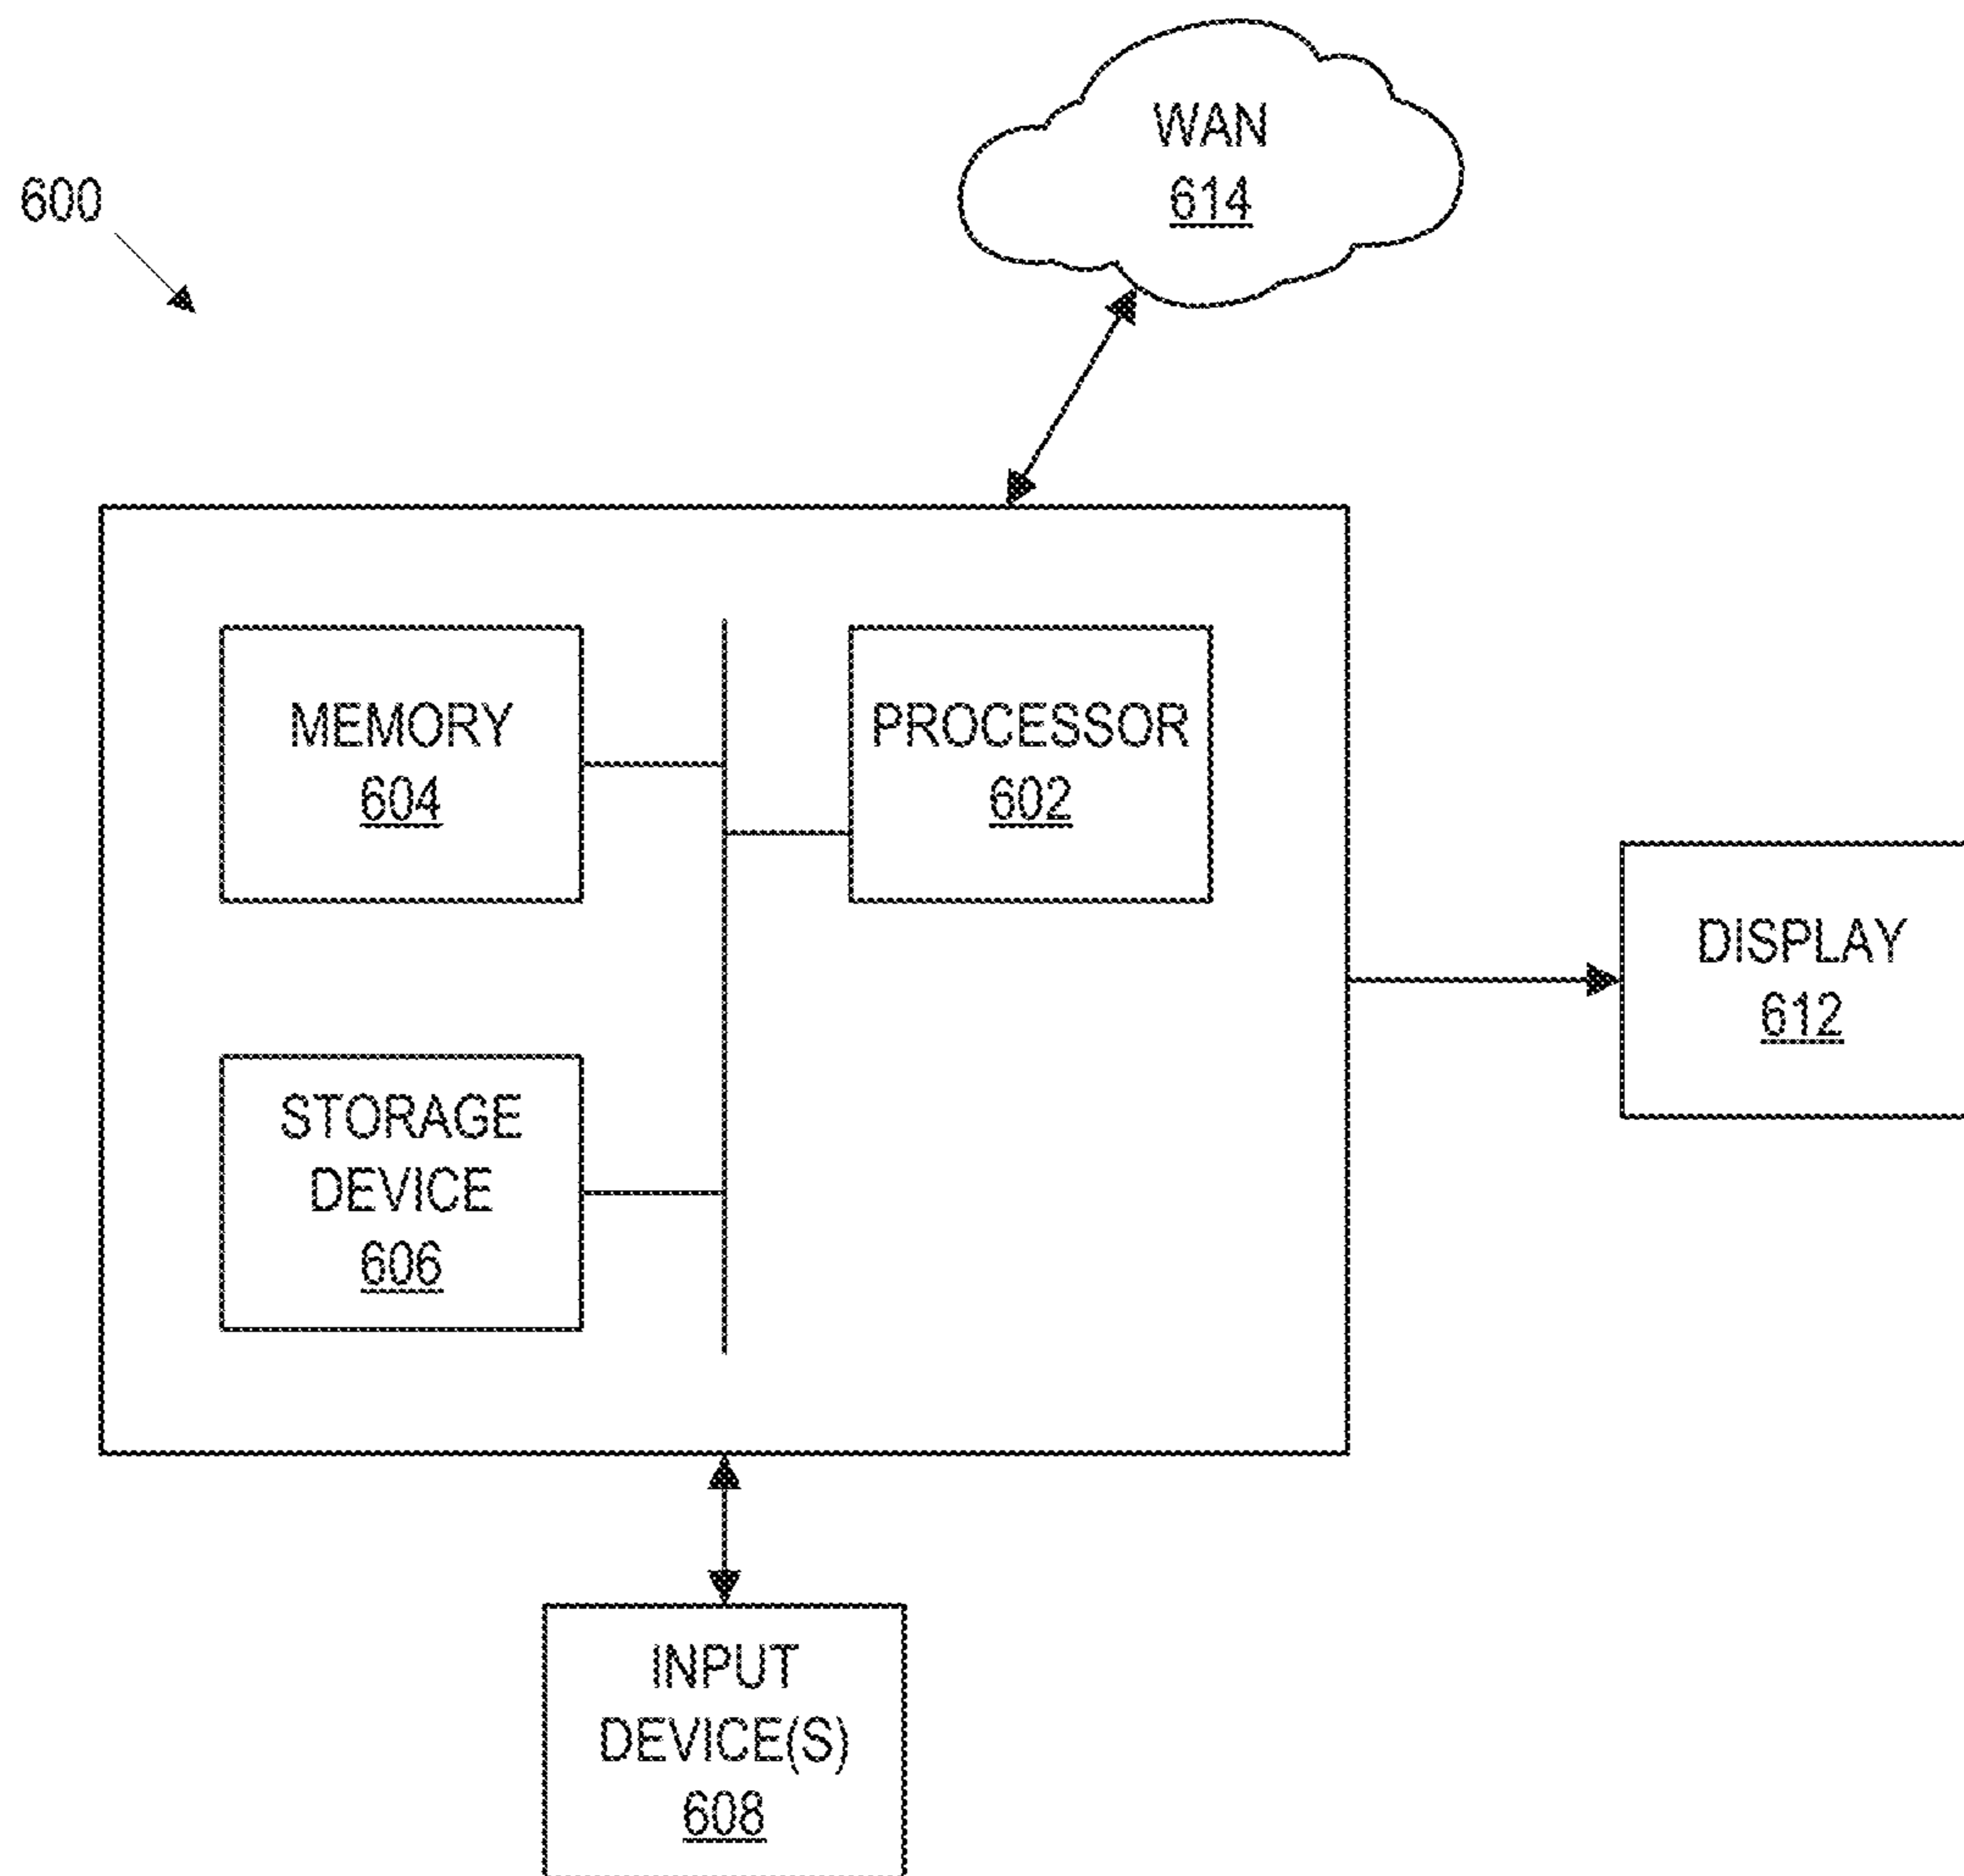 WAN
614
600
MEMORY
604
PROCESSOR
602
DISPLAY
612
STORAGE
DEVICE
606
INPUT
DEVICE(S)
608